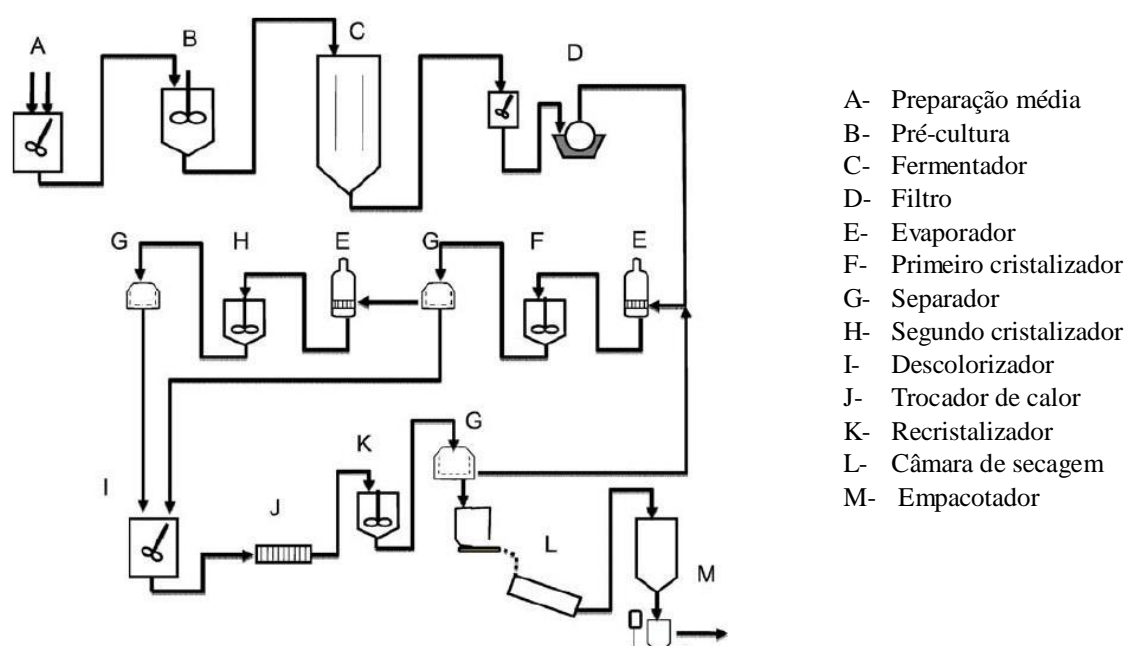 A
B
C
D
G
H
E
G
F
E
I
J
K
G
L
M
A- Preparação média
B- Pré-cultura
C- Fermentador
D- Filtro
E- Evaporador
F- Primeiro cristalizador
G- Separador
H- Segundo cristalizador
I- Descolorizador
J- Trocador de calor
K- Recristalizador
L- Câmara de secagem
M- Empacotador